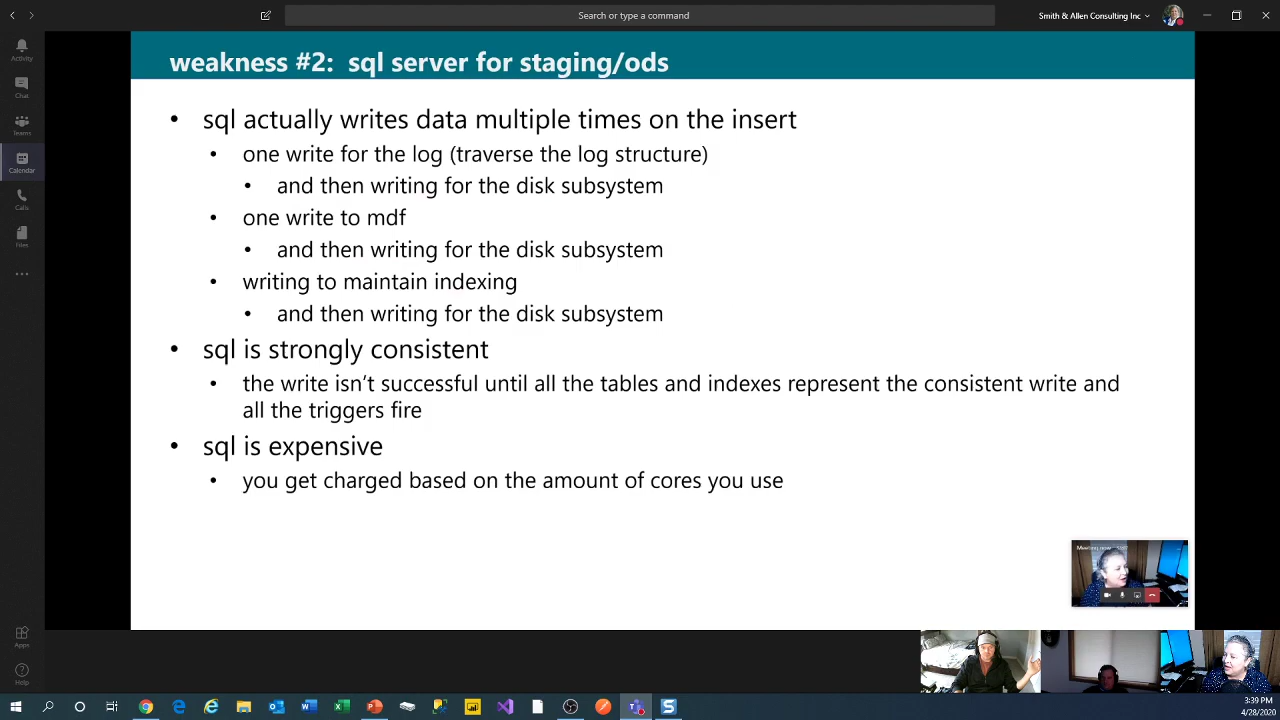 Search or type a command
Smith & Allen Consulting Inc
Activity
Chat
Teams
Calendar
Calls
Files
Apps
Help
weakness #2: sql server for staging/ods
• sql actually writes data multiple times on the insert
• one write for the log (traverse the log structure)
• and then writing for the disk subsystem
• one write to mdf
• and then writing for the disk subsystem
• writing to maintain indexing
• and then writing for the disk subsystem
• sql is strongly consistent
• the write isn’t successful until all the tables and indexes represent the consistent write and
all the triggers fire
• sql is expensive
• you get charged based on the amount of cores you use
3:39 PM
4/28/2020